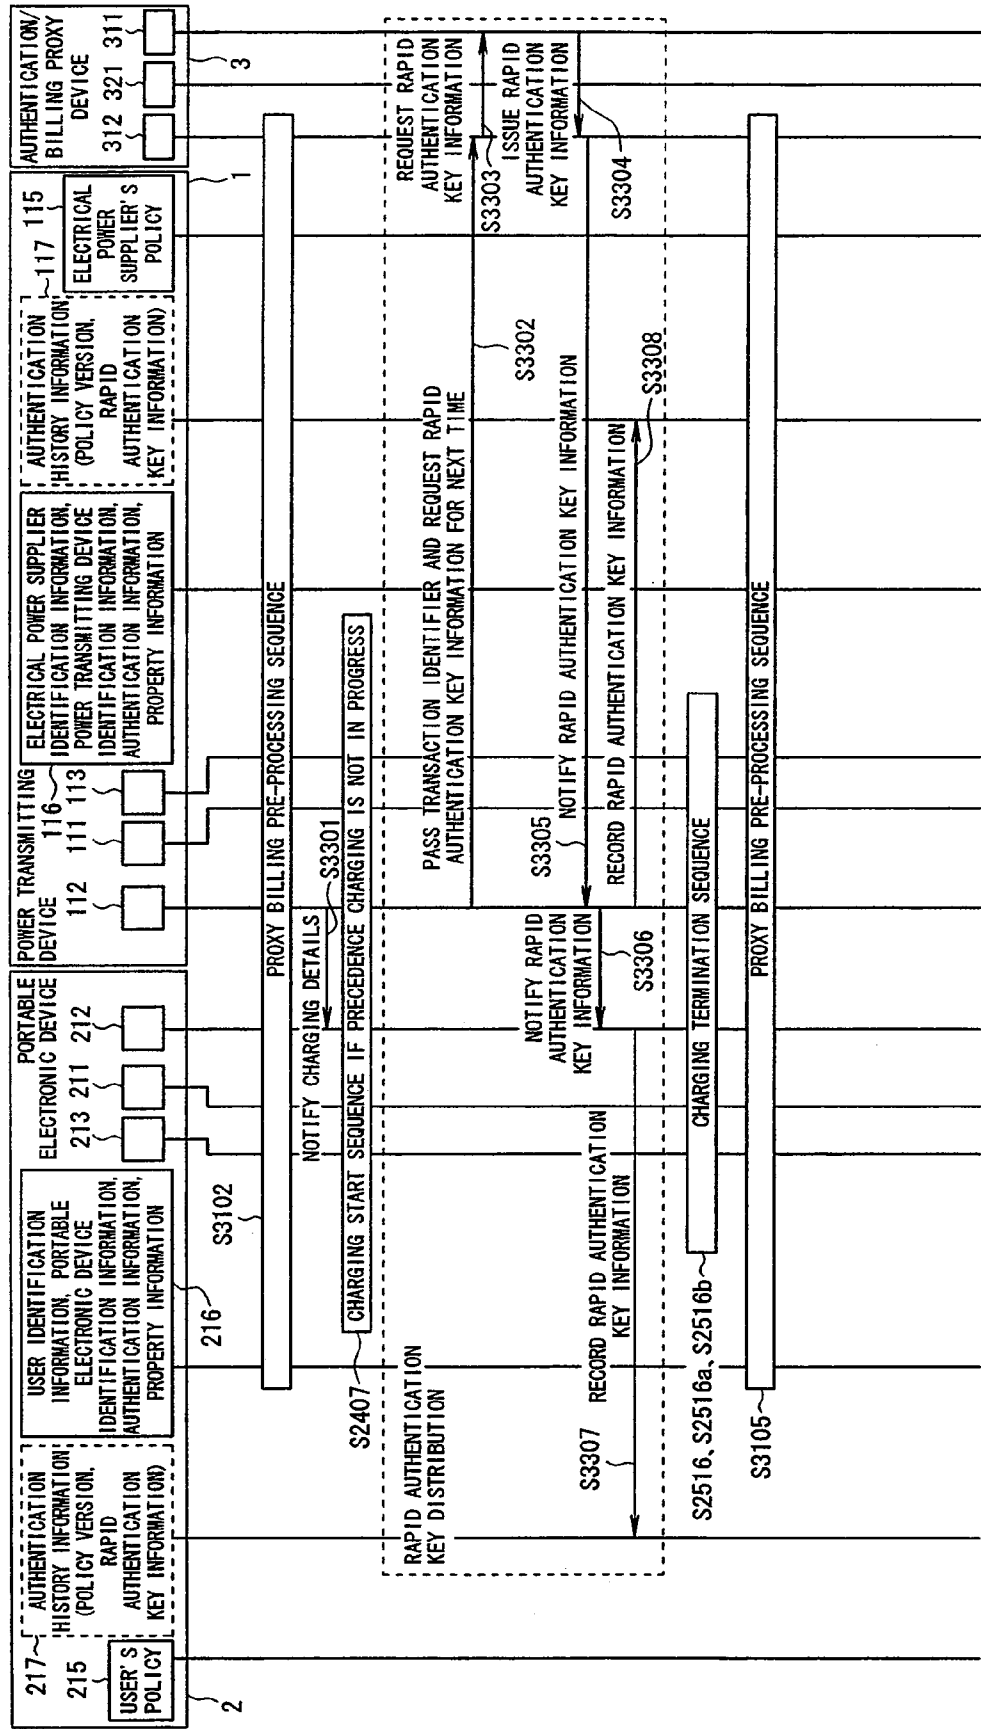 2
USER'S
POLICY
215
217
AUTHENTICATION
HISTORY INFORMATION
(POLICY VERSION,
RAPID
AUTHENTICATION
KEY INFORMATION)
USER IDENTIFICATION
INFORMATION, PORTABLE
ELECTRONIC DEVICE
IDENTIFICATION INFORMATION,
AUTHENTICATION INFORMATION,
PROPERTY INFORMATION
216
PORTABLE
ELECTRONIC DEVICE
213
211
212
POWER TRANSMITTING
DEVICE
112
111
113
116
ELECTRICAL POWER SUPPLIER
IDENTIFICATION INFORMATION,
POWER TRANSMITTING DEVICE
IDENTIFICATION INFORMATION,
AUTHENTICATION INFORMATION,
PROPERTY INFORMATION
AUTHENTICATION
HISTORY INFORMATION
(POLICY VERSION,
RAPID
AUTHENTICATION
KEY INFORMATION)
117
115
ELECTRICAL
POWER
SUPPLIER'S
POLICY
1
AUTHENTICATION/
BILLING PROXY
DEVICE
312
321
311
3
S3102
PROXY BILLING PRE-PROCESSING SEQUENCE
NOTIFY CHARGING DETAILS
S3301
S2407
CHARGING START SEQUENCE IF PRECEDENCE CHARGING IS NOT IN PROGRESS
RAPID AUTHENTICATION
KEY DISTRIBUTION
PASS TRANSACTION IDENTIFIER AND REQUEST RAPID
AUTHENTICATION KEY INFORMATION FOR NEXT TIME
S3302
REQUEST RAPID
AUTHENTICATION
KEY INFORMATION
S3303
ISSUE RAPID
AUTHENTICATION
KEY INFORMATION
S3304
S3305
NOTIFY RAPID AUTHENTICATION KEY INFORMATION
NOTIFY RAPID
AUTHENTICATION
KEY INFORMATION
S3306
RECORD RAPID AUTHENTICATION
KEY INFORMATION
S3307
RECORD RAPID AUTHENTICATION KEY INFORMATION
S3308
CHARGING TERMINATION SEQUENCE
S2516、S2516a、S2516b
PROXY BILLING PRE-PROCESSING SEQUENCE
S3105